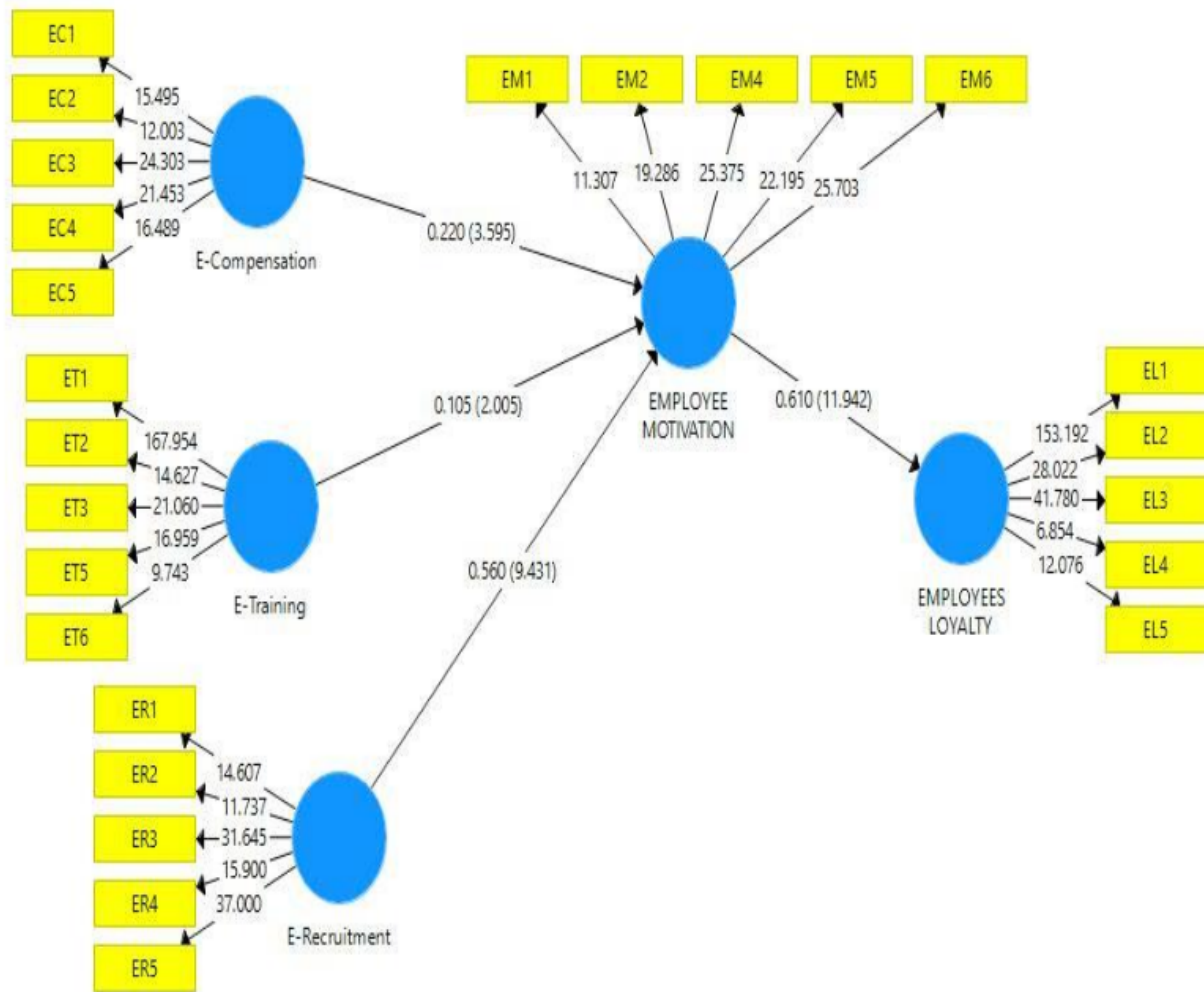 EC1
EC2
EC3
EC4
EC5
15.495
12.003
24.303
21.453
16.489
E-Compensation
0.220 (3.595)
EM1
EM2
EM4
EM5
EM6
11.307
19.286
25.375
22.195
25.703
EMPLOYEE
MOTIVATION
ET1
ET2
ET3
ET5
ET6
167.954
14.627
21.060
16.959
9.743
E-Training
0.105 (2.005)
0.610 (11.942)
EL1
EL2
EL3
EL4
EL5
153.192
28.022
41.780
6.854
12.076
EMPLOYEES
LOYALTY
0.560 (9.431)
ER1
ER2
ER3
ER4
ER5
14.607
11.737
31.645
15.900
37.000
E-Recruitment